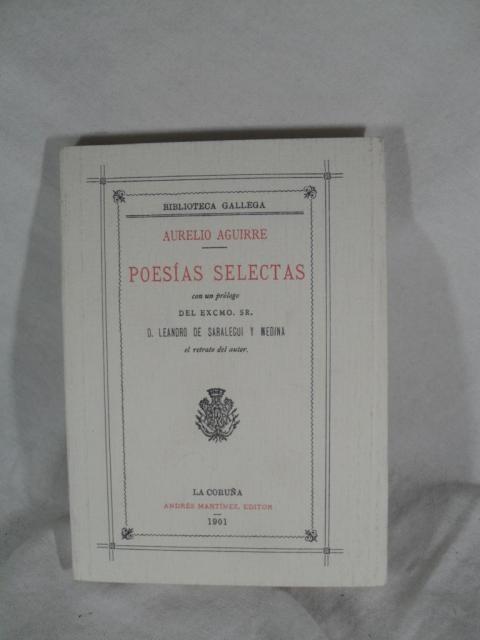 BIBLIOTECA GALLEGA
AURELIO AGUIRRE
POESÍAS SELECTAS
con un prólogo
DEL EXCMO. SR.
D. LEANDRO DE SARALEGUI Y MEDINA
el retrato del autor.
LA CORUÑA
ANDRÉS MARTÍNEZ, EDITOR
1901